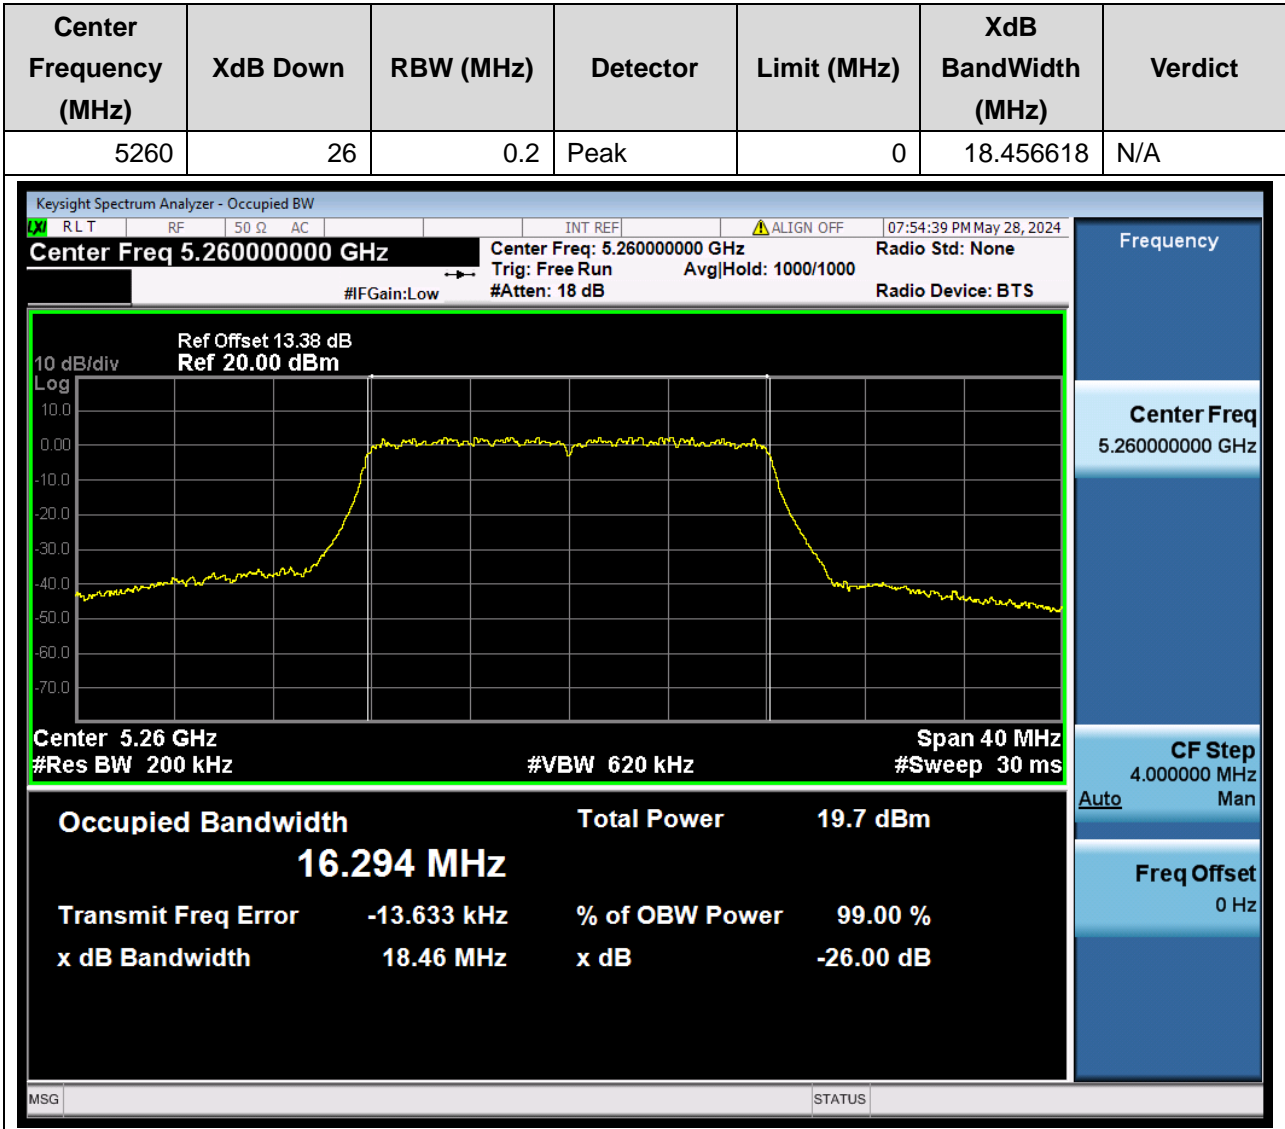 Center Frequency (MHz) XdB Down RBW (MHz) Detector Limit (MHz) XdB BandWidth (MHz) Verdict
5260 26 0.2 Peak 0 18.456618 N/A
Keysight Spectrum Analyzer - Occupied BW
LXI RLT RF 50 Ω AC INT REF ALIGN OFF 07:54:39 PM May 28, 2024
Center Freq 5.260000000 GHz
Center Freq: 5.260000000 GHz Radio Std: None
Trig: Free Run Avg|Hold: 1000/1000
#IFGain:Low #Atten: 18 dB Radio Device: BTS
Ref Offset 13.38 dB
10 dB/div Ref 20.00 dBm
Log
10.0
0.00
-10.0
-20.0
-30.0
-40.0
-50.0
-60.0
-70.0
Center 5.26 GHz Span 40 MHz
#Res BW 200 kHz #VBW 620 kHz #Sweep 30 ms
Occupied Bandwidth Total Power 19.7 dBm
16.294 MHz
Transmit Freq Error -13.633 kHz % of OBW Power 99.00 %
x dB Bandwidth 18.46 MHz x dB -26.00 dB
Frequency
Center Freq
5.260000000 GHz
CF Step
4.000000 MHz
Auto Man
Freq Offset
0 Hz
MSG STATUS